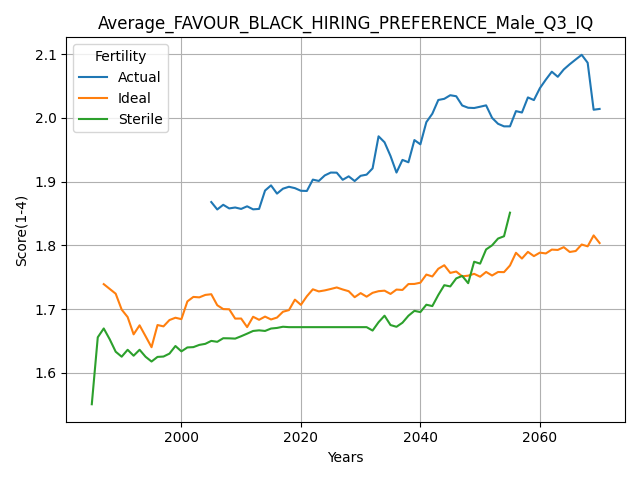 Average_FAVOUR_BLACK_HIRING_PREFERENCE_Male_Q3_IQ
Fertility
Actual
Ideal
Sterile
Score(1-4)
2.1
2.0
1.9
1.8
1.7
1.6
2000 2020 2040 2060
Years